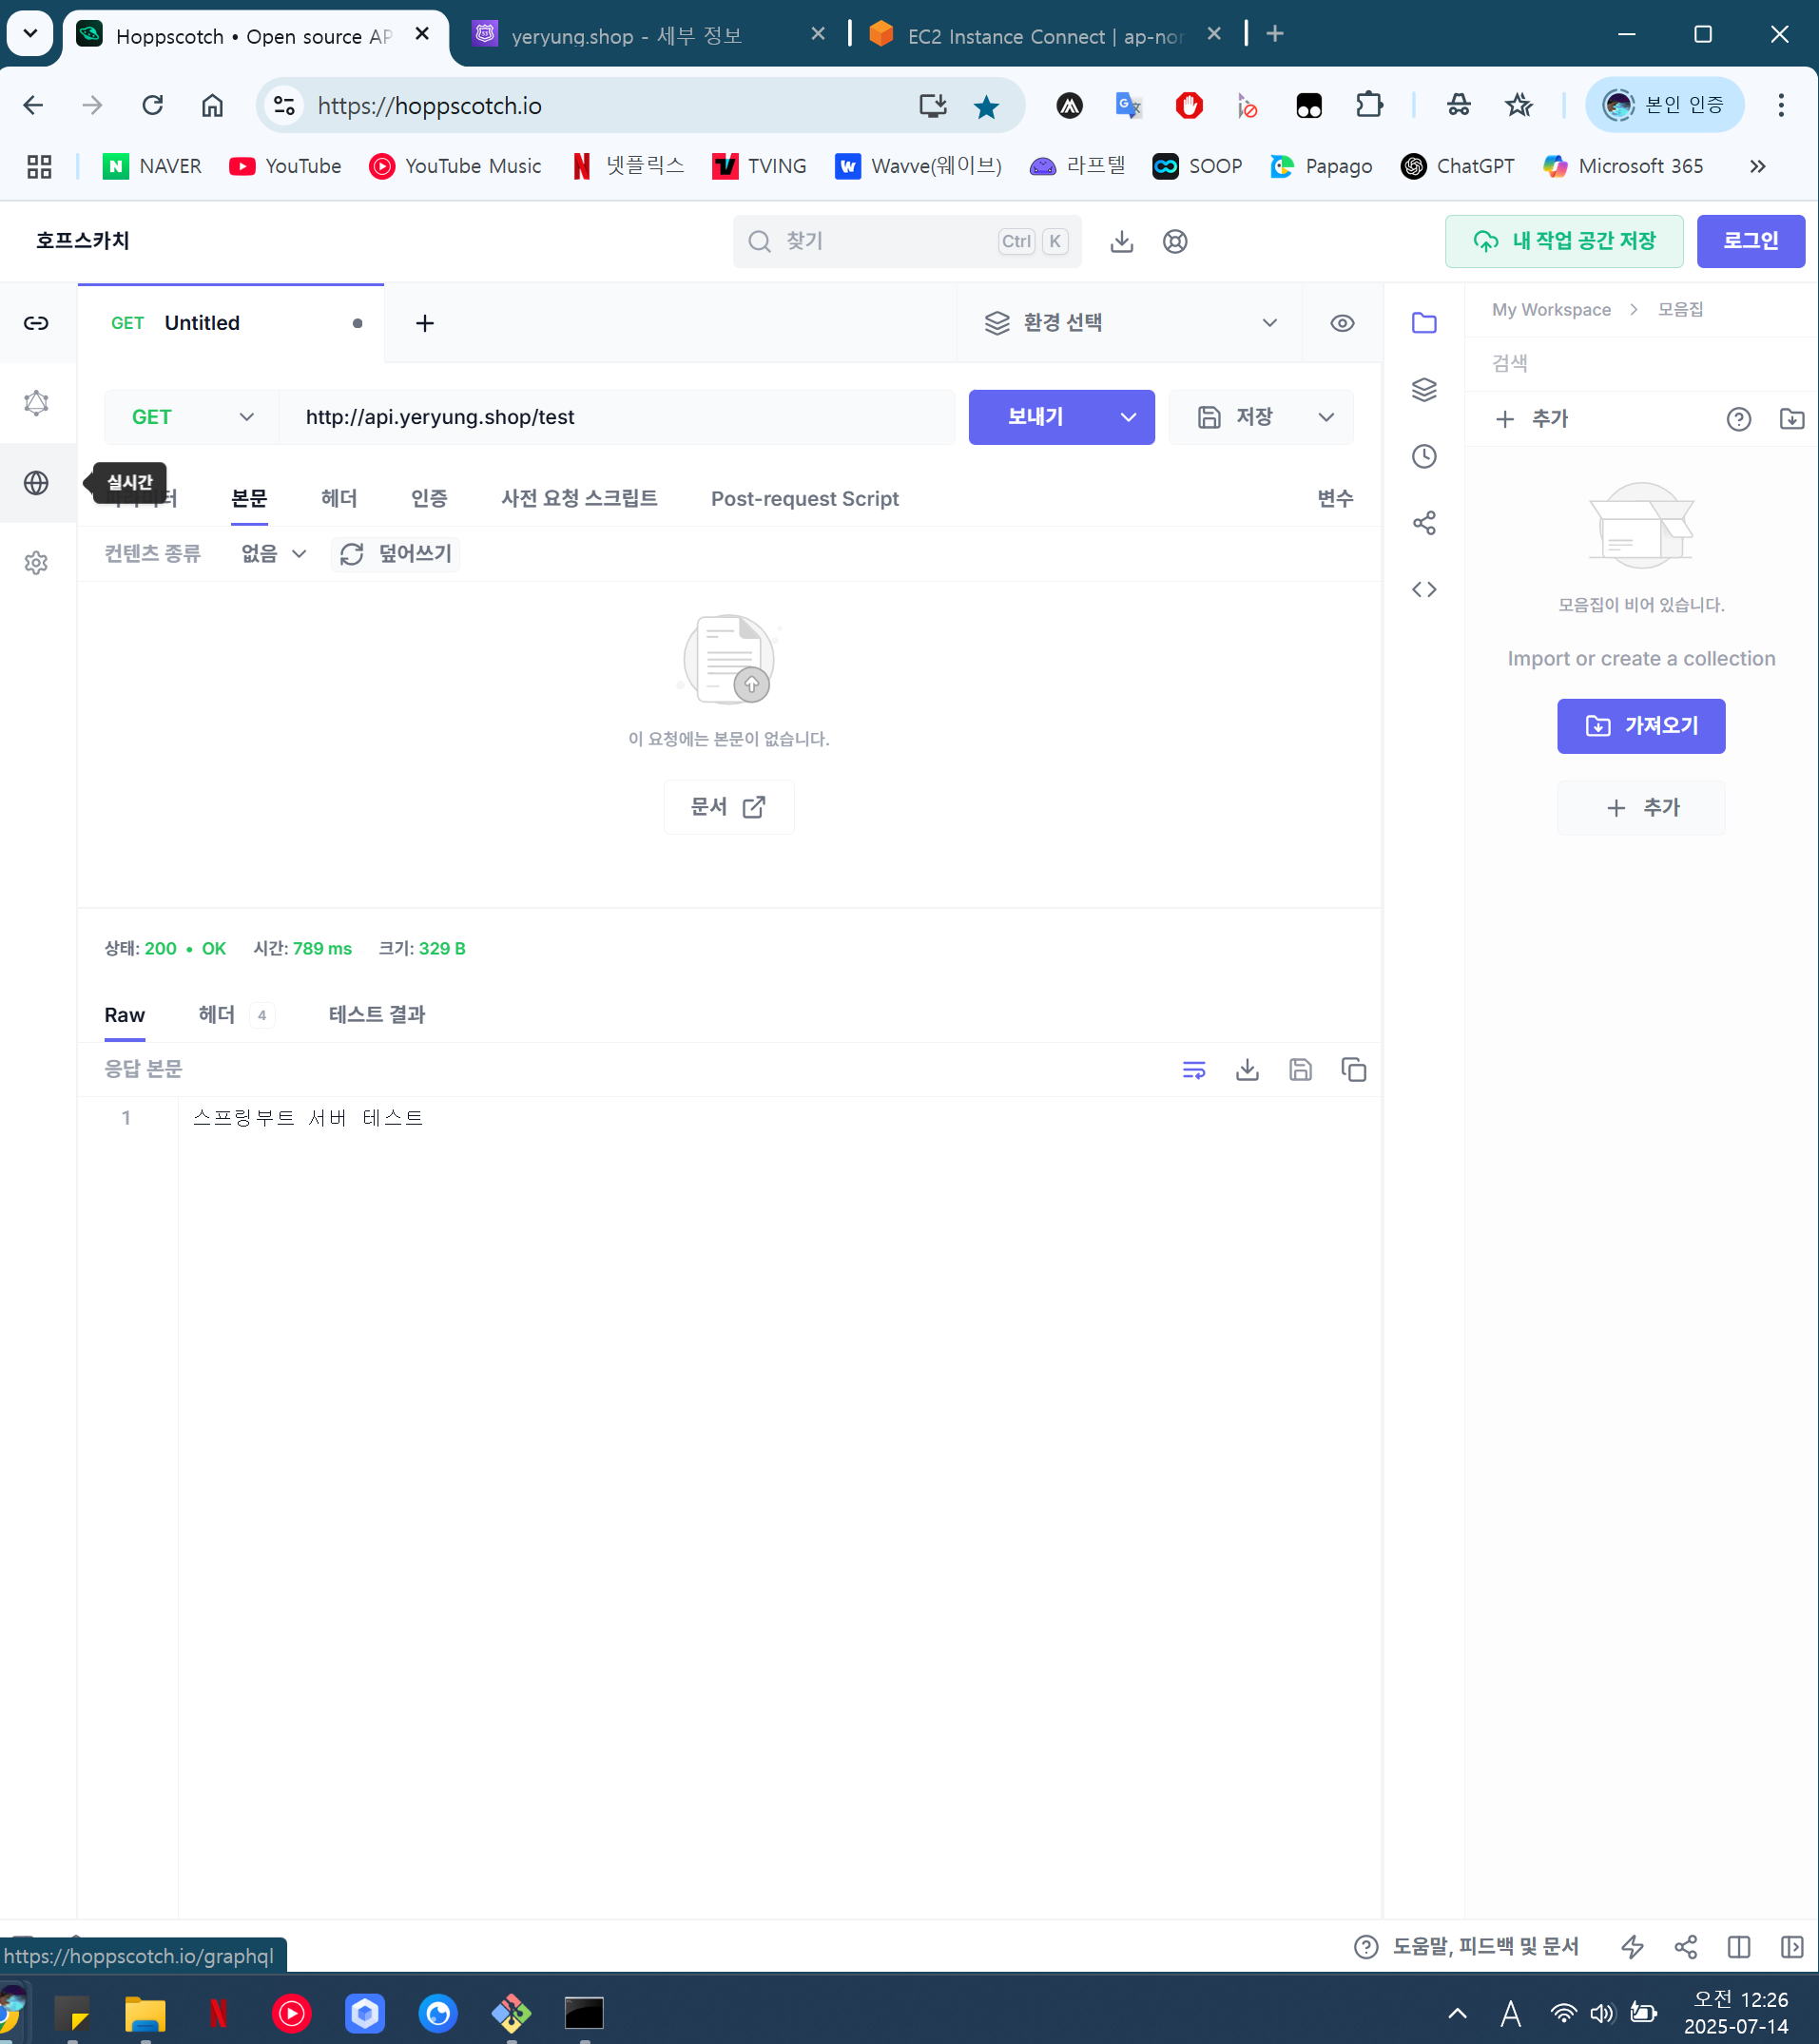 Hoppscotch • Open source AP
yeryung.shop - 세부 정보
EC2 Instance Connect | ap-nor
https://hoppscotch.io
본인 인증
NAVER
YouTube
YouTube Music
넷플릭스
TVING
Wavve(웨이브)
라프텔
SOOP
Papago
ChatGPT
Microsoft 365
호프스카치
찾기
Ctrl
K
내 작업 공간 저장
로그인
GET
Untitled
환경 선택
My Workspace > 모음집
검색
GET
http://api.yeryung.shop/test
보내기
저장
추가
실시간
본문
헤더
인증
사전 요청 스크립트
Post-request Script
변수
컨텐츠 종류
없음
덮어쓰기
이 요청에는 본문이 없습니다.
문서
모음집이 비어 있습니다.
Import or create a collection
가져오기
추가
상태: 200 • OK
시간: 789 ms
크기: 329 B
Raw
헤더
4
테스트 결과
응답 본문
1
스프링부트 서버 테스트
도움말, 피드백 및 문서
https://hoppscotch.io/graphql
A
오전 12:26
2025-07-14